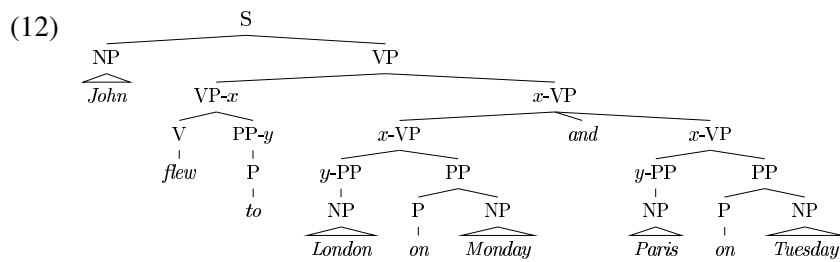 (12) S
NP VP
John VP-x x-VP
V PP-y x-VP and x-VP
flew P y-PP PP y-PP PP
to NP P NP NP P NP
London on Monday Paris on Tuesday